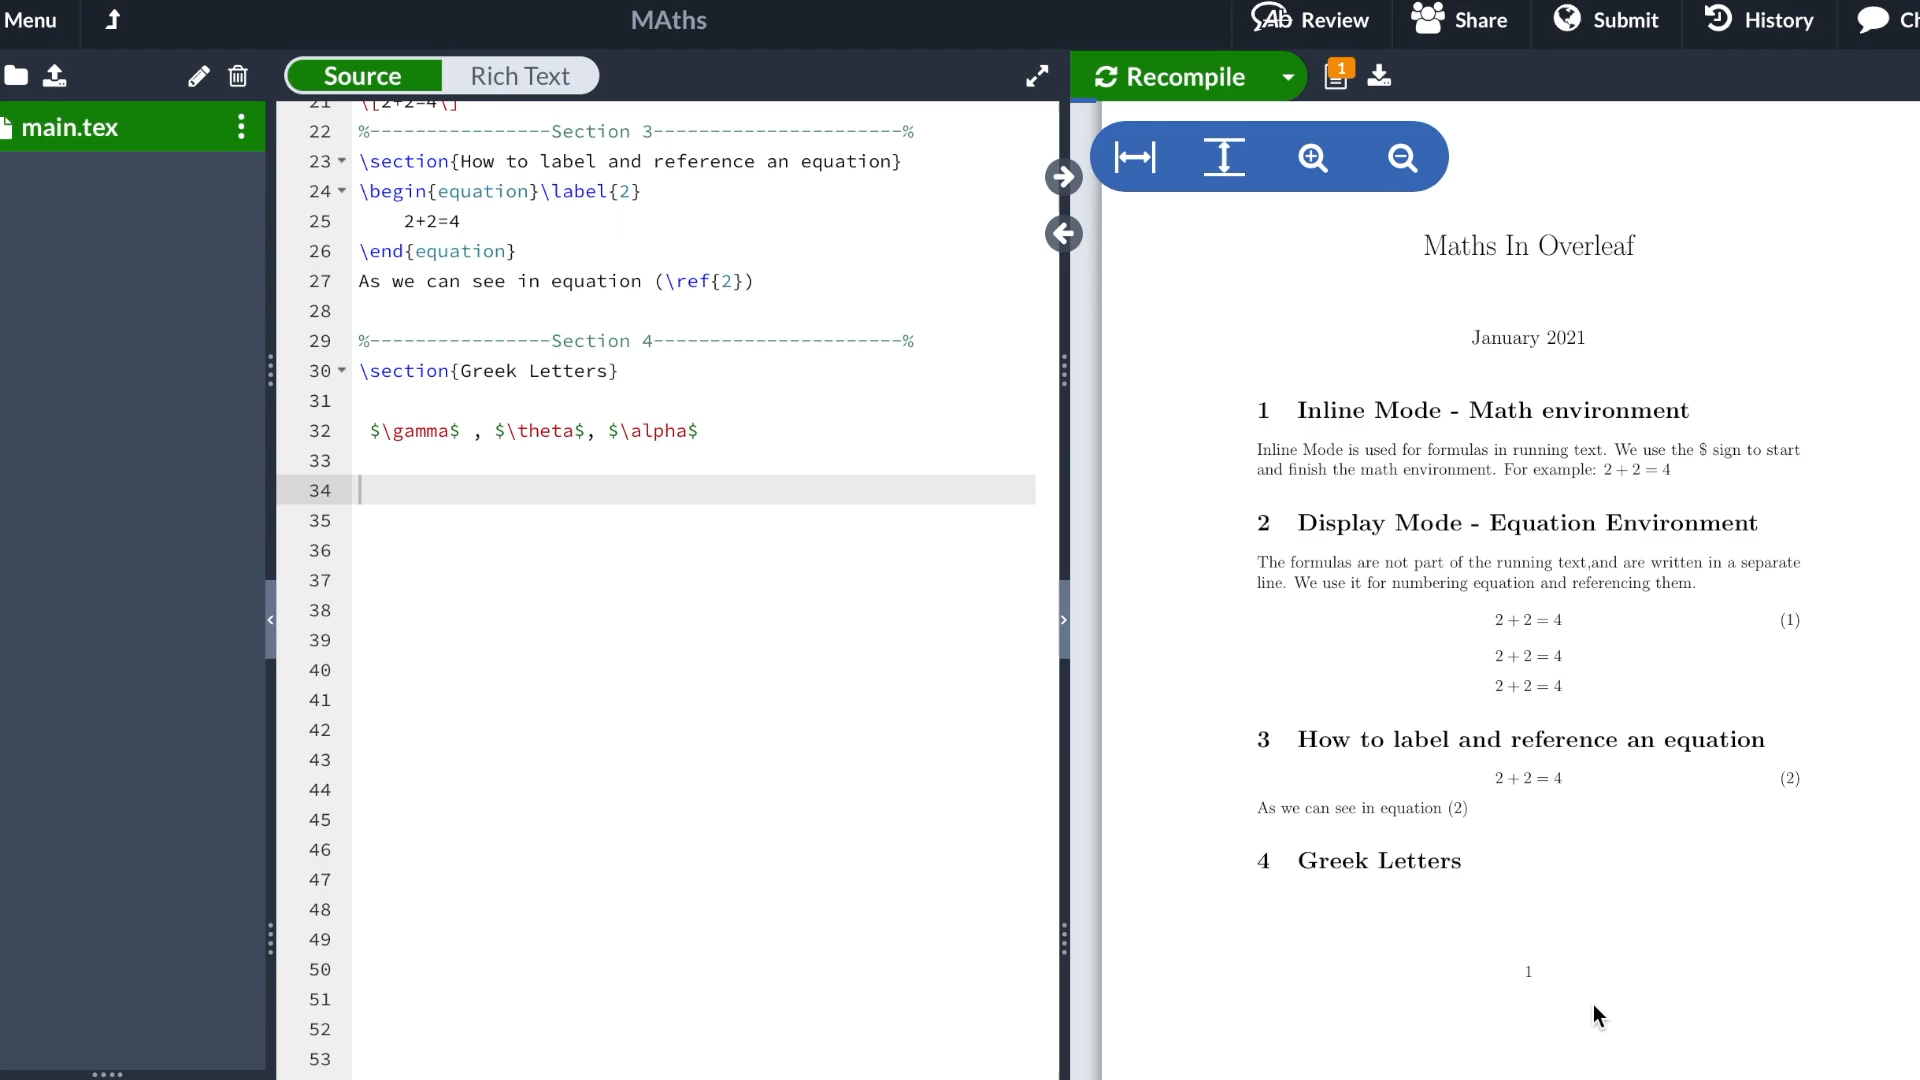 Menu
MAths
Review
Share
Submit
History
Source
Rich Text
Recompile
1
main.tex
21 \[2+2=4\]
22 %----------------Section 3----------------------%
23 \section{How to label and reference an equation}
24 \begin{equation}\label{2}
25 2+2=4
26 \end{equation}
27 As we can see in equation (\ref{2})
28
29 %----------------Section 4----------------------%
30 \section{Greek Letters}
31
32 $\gamma$ , $\theta$, $\alpha$
33
34
35
36
37
38
39
40
41
42
43
44
45
46
47
48
49
50
51
52
53
Maths In Overleaf
January 2021
1 Inline Mode - Math environment
Inline Mode is used for formulas in running text. We use the $ sign to start
and finish the math environment. For example: 2 + 2 = 4
2 Display Mode - Equation Environment
The formulas are not part of the running text,and are written in a separate
line. We use it for numbering equation and referencing them.
2 + 2 = 4 (1)
2 + 2 = 4
2 + 2 = 4
3 How to label and reference an equation
2 + 2 = 4 (2)
As we can see in equation (2)
4 Greek Letters
1